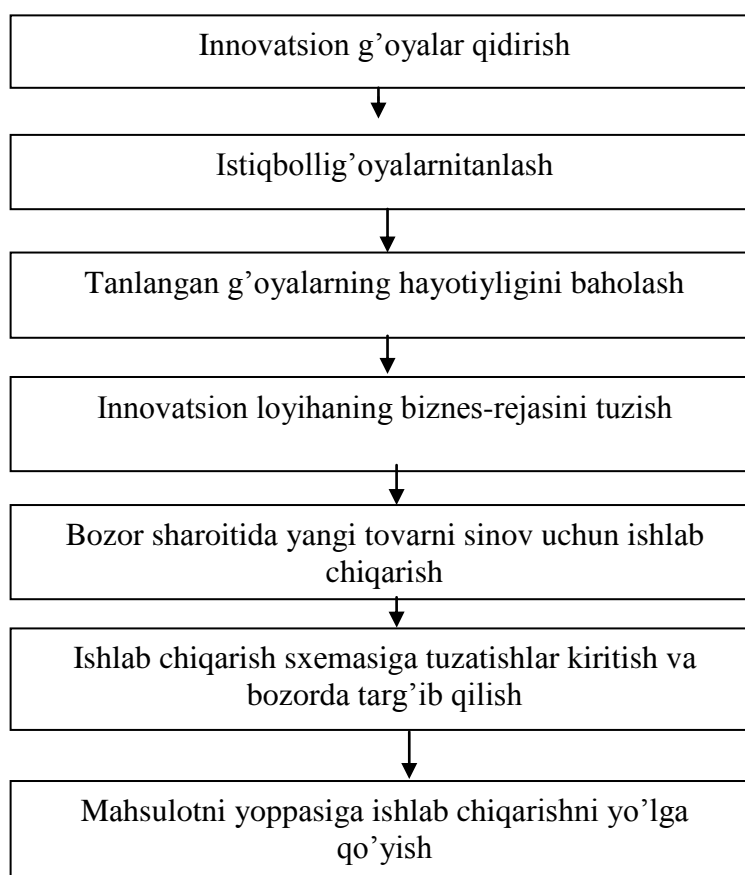 Innovatsion g’oyalar qidirish
Istiqbollig’oyalarnitanlash
Tanlangan g’oyalarning hayotiyligini baholash
Innovatsion loyihaning biznes-rejasini tuzish
Bozor sharoitida yangi tovarni sinov uchun ishlab
chiqarish
Ishlab chiqarish sxemasiga tuzatishlar kiritish va
bozorda targ’ib qilish
Mahsulotni yoppasiga ishlab chiqarishni yo’lga
qo’yish